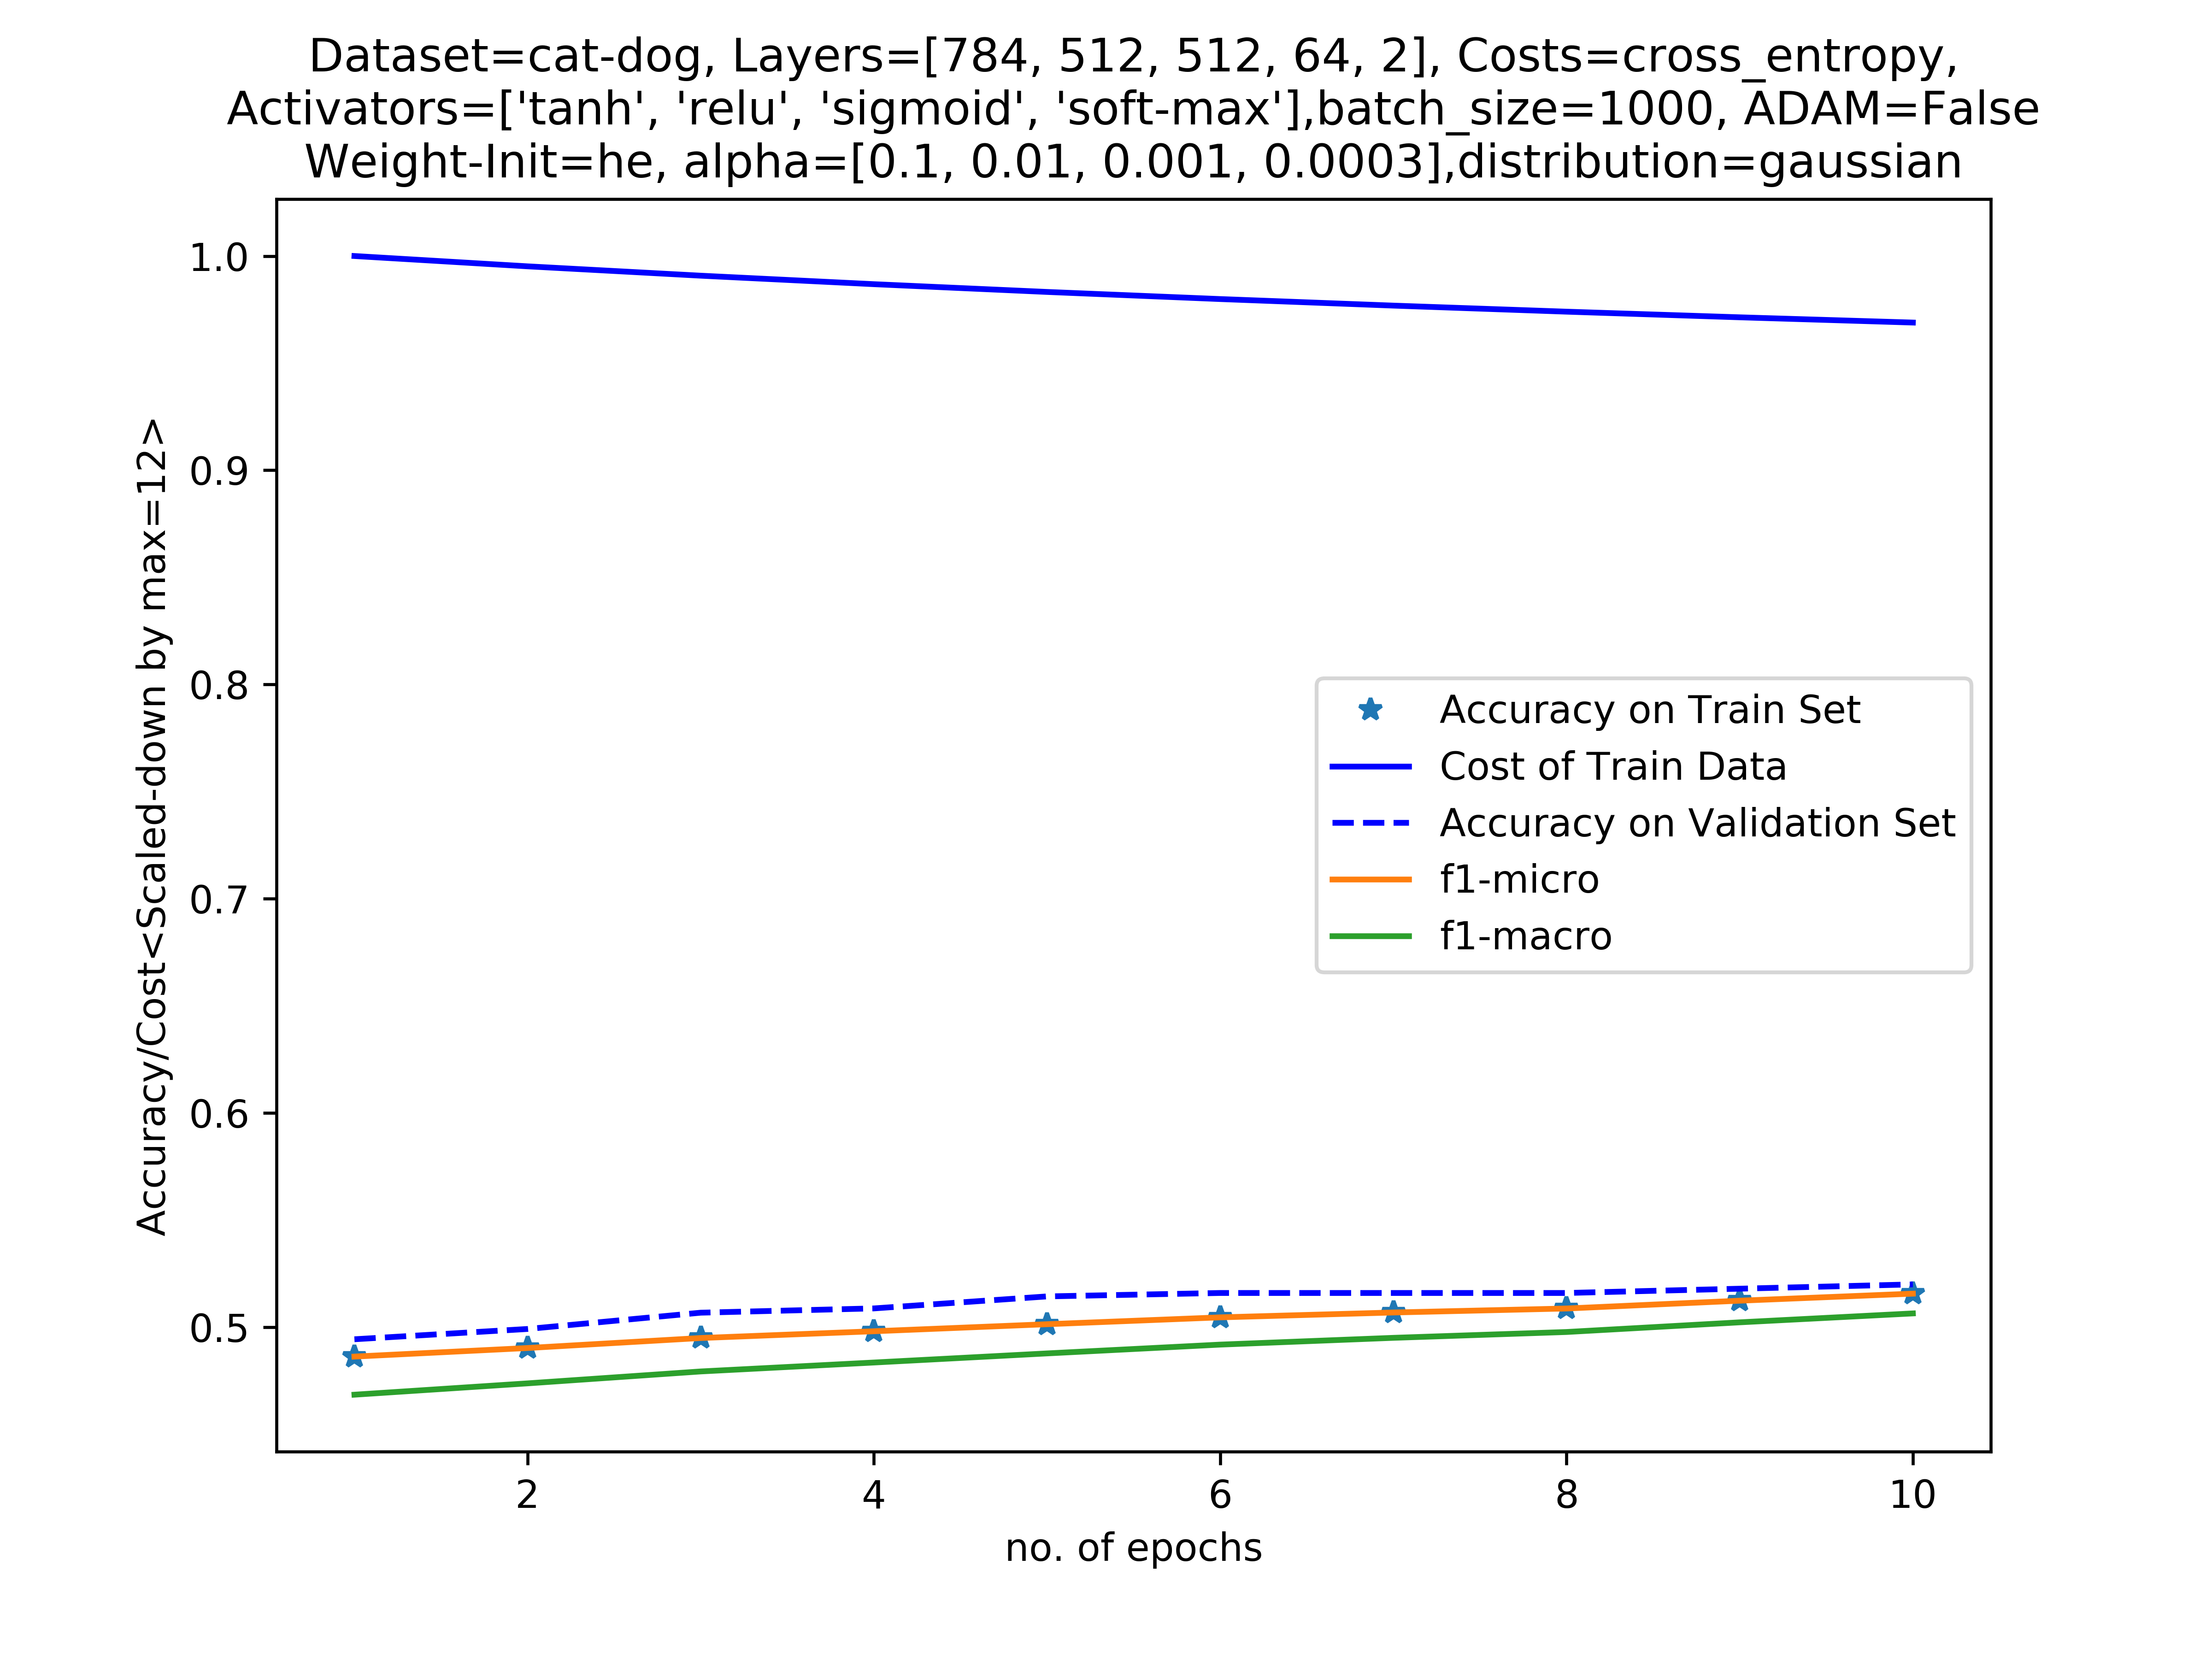 Dataset=cat-dog, Layers=[784, 512, 512, 64, 2], Costs=cross_entropy,
Activators=['tanh', 'relu', 'sigmoid', 'soft-max'],batch_size=1000, ADAM=False
Weight-Init=he, alpha=[0.1, 0.01, 0.001, 0.0003],distribution=gaussian
Accuracy/Cost<Scaled-down by max=12>
1.0
0.9
0.8
0.7
0.6
0.5
Accuracy on Train Set
Cost of Train Data
Accuracy on Validation Set
f1-micro
f1-macro
2
4
6
8
10
no. of epochs